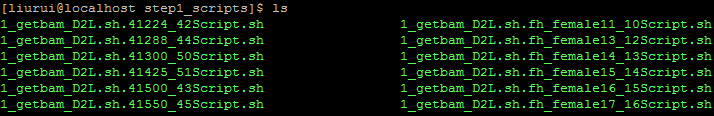 [liurui@localhost step1_scripts]$ ls
1_getbam_D2L.sh.41224_42Script.sh 1_getbam_D2L.sh.fh_female11_10Script.sh
1_getbam_D2L.sh.41288_44Script.sh 1_getbam_D2L.sh.fh_female13_12Script.sh
1_getbam_D2L.sh.41300_50Script.sh 1_getbam_D2L.sh.fh_female14_13Script.sh
1_getbam_D2L.sh.41425_51Script.sh 1_getbam_D2L.sh.fh_female15_14Script.sh
1_getbam_D2L.sh.41500_43Script.sh 1_getbam_D2L.sh.fh_female16_15Script.sh
1_getbam_D2L.sh.41550_45Script.sh 1_getbam_D2L.sh.fh_female17_16Script.sh